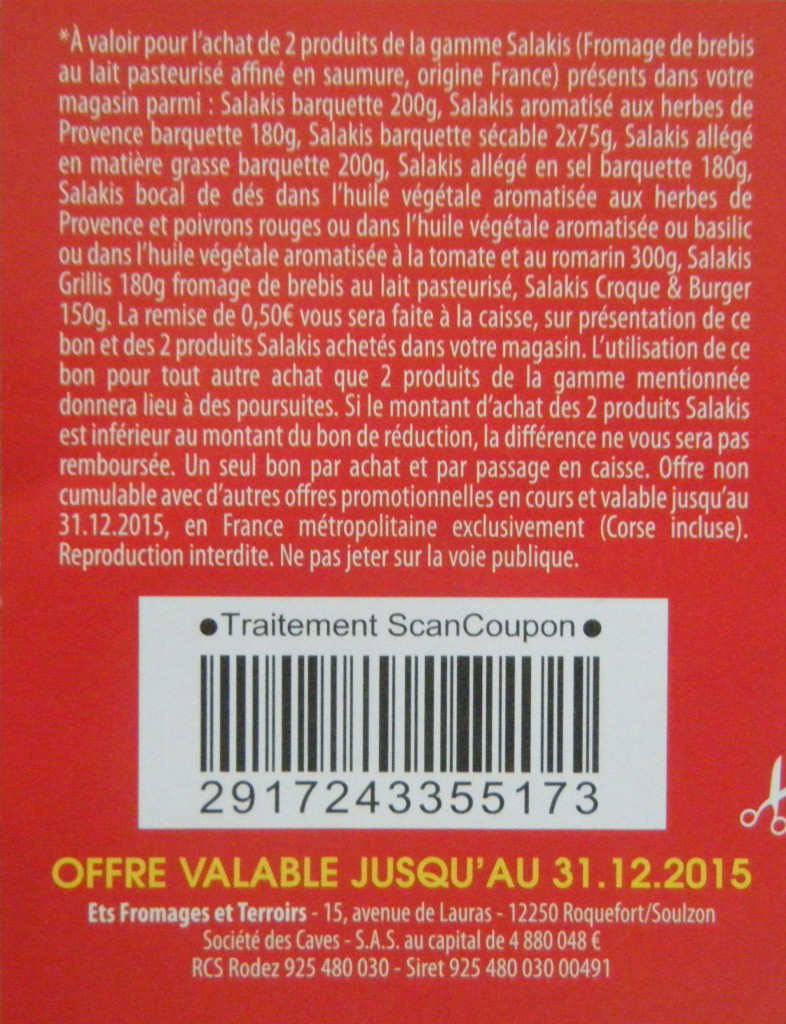 *À valoir pour l'achat de 2 produits de la gamme Salakis (Fromage de brebis
au lait pasteurisé affiné en saumure, origine France) présents dans votre
magasin parmi : Salakis barquette 200g, Salakis aromatisé aux herbes de
Provence barquette 180g, Salakis barquette sécable 2x75g, Salakis allégé
en matière grasse barquette 200g, Salakis allégé en sel barquette 180g,
Salakis bocal de dés dans l'huile végétale aromatisée aux herbes de
Provence et poivrons rouges ou dans l'huile végétale aromatisée ou basilic
ou dans l'huile végétale aromatisée à la tomate et au romarin 300g, Salakis
Grillis 180g fromage de brebis au lait pasteurisé, Salakis Croque & Burger
150g. La remise de 0,50€ vous sera faite à la caisse, sur présentation de ce
bon et des 2 produits Salakis achetés dans votre magasin. L'utilisation de ce
bon pour tout autre achat que 2 produits de la gamme mentionnée
donnera lieu à des poursuites. Si le montant d'achat des 2 produits Salakis
est inférieur au montant du bon de réduction, la différence ne vous sera pas
remboursée. Un seul bon par achat et par passage en caisse. Offre non
cumulable avec d'autres offres promotionnelles en cours et valable jusqu'au
31.12.2015, en France métropolitaine exclusivement (Corse incluse).
Reproduction interdite. Ne pas jeter sur la voie publique.
•Traitement ScanCoupon•
2917243355173
OFFRE VALABLE JUSQU'AU 31.12.2015
Ets Fromages et Terroirs - 15, avenue de Lauras - 12250 Roquefort/Soulzon
Société des Caves - S.A.S. au capital de 4 880 048 €
RCS Rodez 925 480 030 - Siret 925 480 030 00491